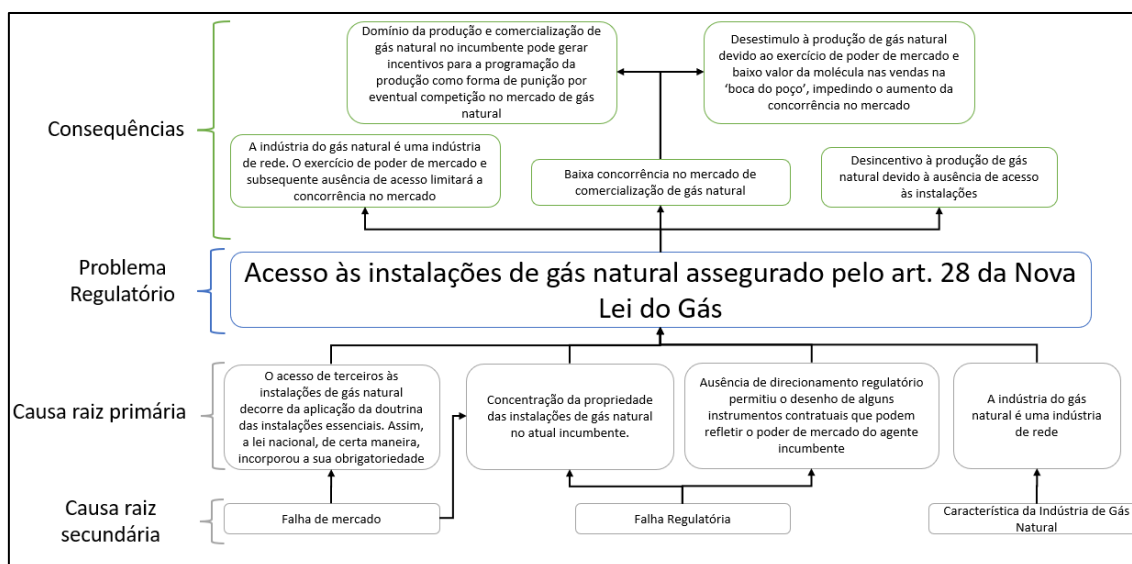 Domínio da produção e comercialização de
gás natural no incumbente pode gerar
incentivos para a programação da
produção como forma de punição por
eventual competição no mercado de gás
natural
Desestimulo à produção de gás natural
devido ao exercício de poder de mercado e
baixo valor da molécula nas vendas na
‘boca do poço’, impedindo o aumento da
concorrência no mercado
Consequências
A indústria do gás natural é uma indústria
de rede. O exercício de poder de mercado e
subsequente ausência de acesso limitará a
concorrência no mercado
Baixa concorrência no mercado de
comercialização de gás natural
Desincentivo à produção de gás
natural devido à ausência de acesso
às instalações
Problema
Regulatório
Acesso às instalações de gás natural assegurado pelo art. 28 da Nova
Lei do Gás
Causa raiz primária
O acesso de terceiros às
instalações de gás natural
decorre da aplicação da doutrina
das instalações essenciais. Assim,
a lei nacional, de certa maneira,
incorporou a sua obrigatoriedade
Concentração da propriedade
das instalações de gás natural
no atual incumbente.
Ausência de direcionamento regulatório
permitiu o desenho de alguns
instrumentos contratuais que podem
refletir o poder de mercado do agente
incumbente
A indústria do gás
natural é uma indústria
de rede
Causa raiz
secundária
Falha de mercado
Falha Regulatória
Característica da Indústria de Gás
Natural